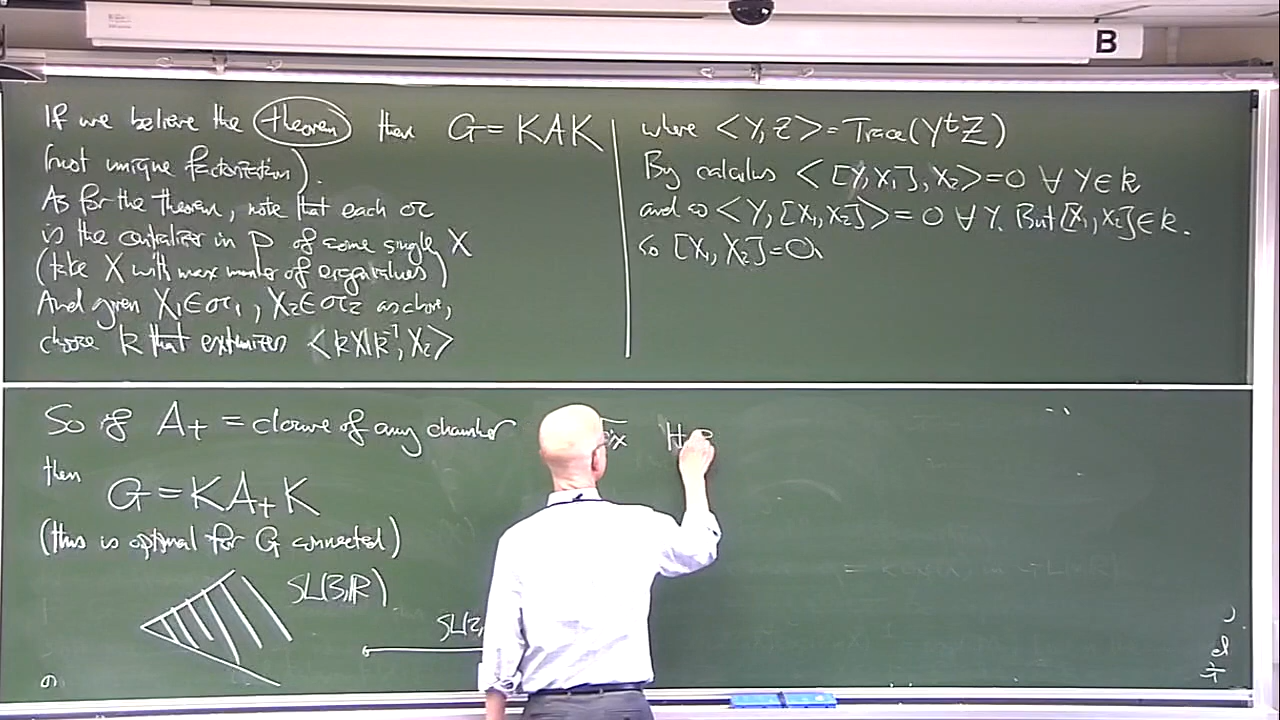 B
If we believe the theorem then G = KAK
(not unique factorization).
As for the theorem, note that each 𝔞
is the centralizer in p of some single X
(take X with max number of eigenvalues)
And given X₁∈𝔞₁, X₂∈𝔞₂ as above,
choose k that extremizes <kX₁k⁻¹, X₂>
where <Y, Z> = Trace(YᵗZ)
By calculus <[Y, X₁], X₂> = 0 ∀ Y∈k
and so <Y, [X₁, X₂]> = 0 ∀ Y. But [X₁, X₂]∈k.
So [X₁, X₂] = 0.
So if A₊ = closure of any chamber
then
G = KA₊K
(this is optimal for G connected)
SL(3,ℝ)
SL(2,